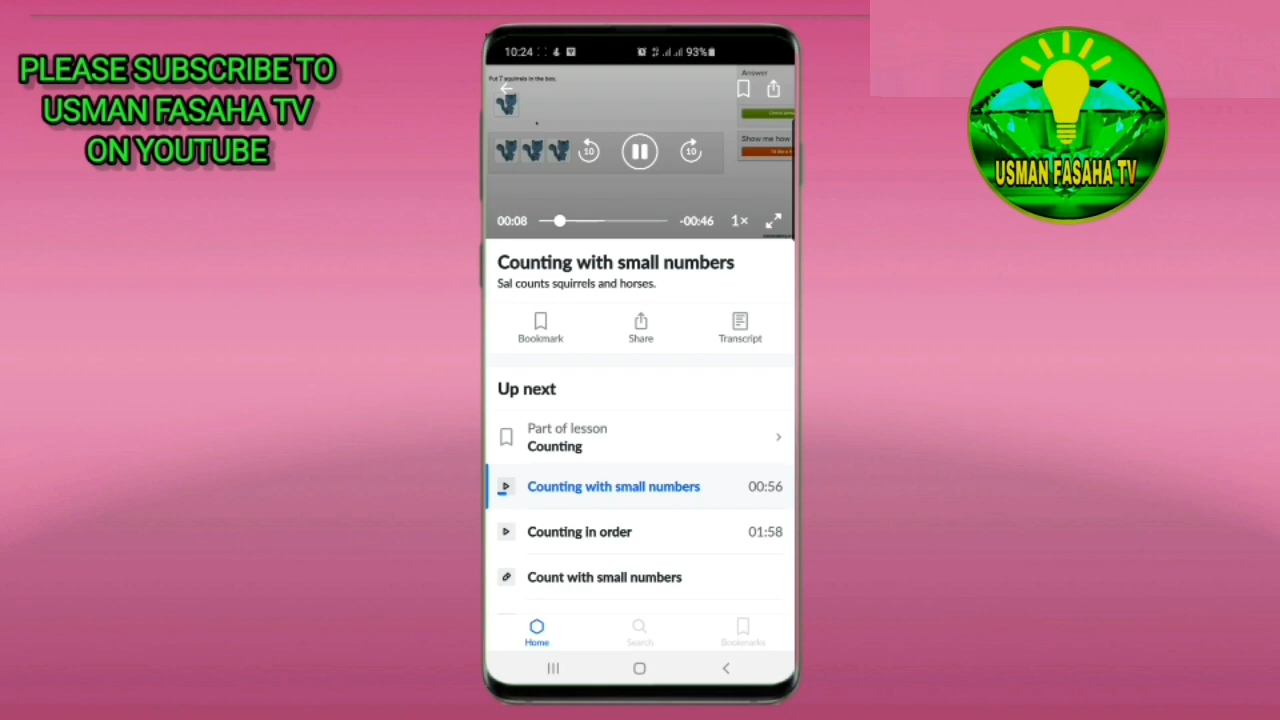 PLEASE SUBSCRIBE TO
USMAN FASAHA TV
ON YOUTUBE
USMAN FASAHA TV
10:24
93%
Put 7 squirrels in the box.
Answer
Show me how
10
10
00:08
-00:46
1×
Counting with small numbers
Sal counts squirrels and horses.
Bookmark
Share
Transcript
Up next
Part of lesson
Counting
Counting with small numbers 00:56
Counting in order 01:58
Count with small numbers
Home
Search
Bookmarks